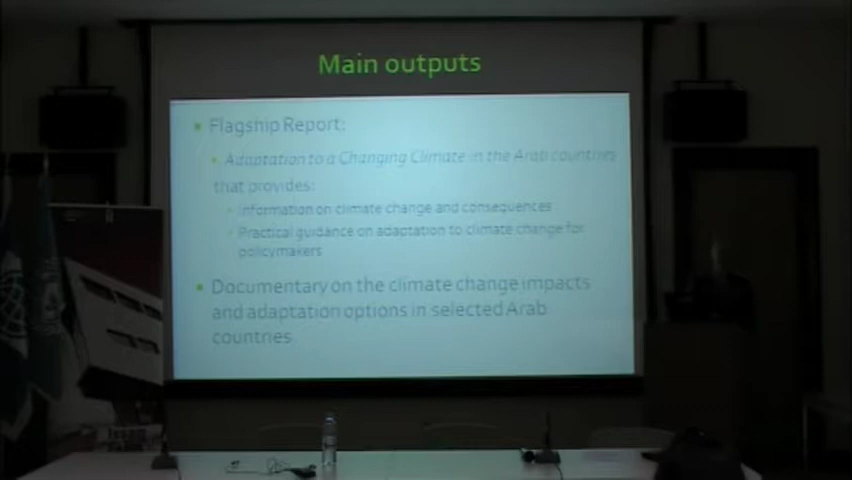 Main outputs
Flagship Report:
Adaptation to a Changing Climate in the Arab countries
that provides:
Information on climate change and consequences
Practical guidance on adaptation to climate change for
policymakers
Documentary on the climate change impacts
and adaptation options in selected Arab
countries